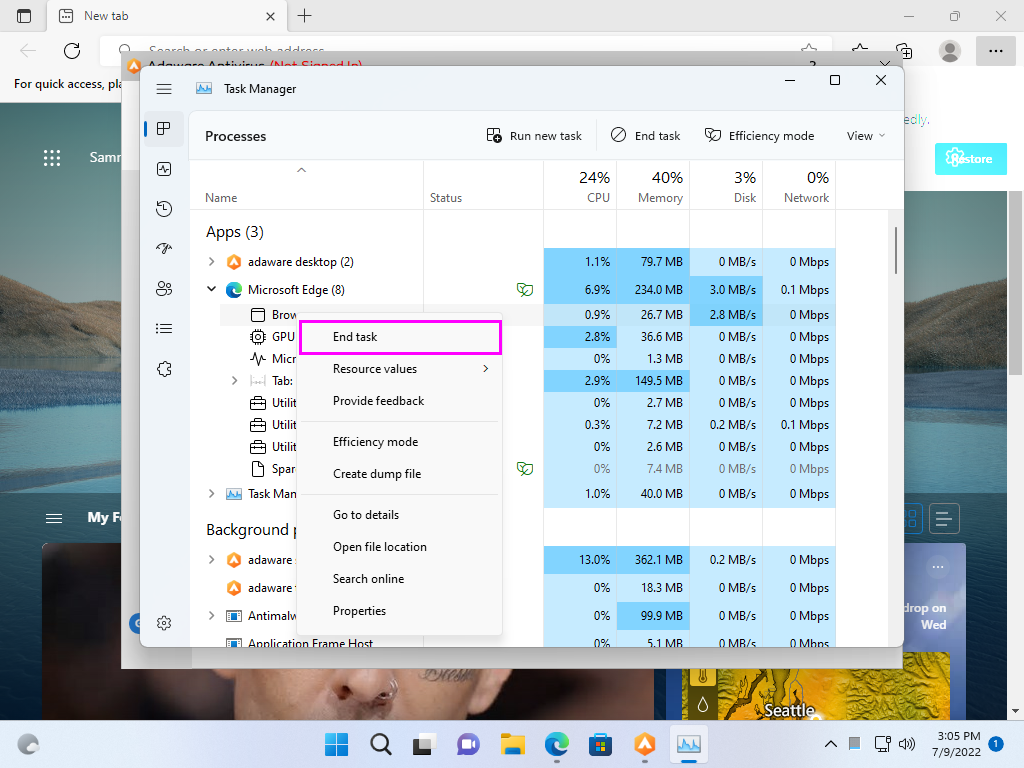 New tab
Search or enter web address
For quick access, pla
Adaware Antivirus (Not Signed In)
?
edly.
Restore
Samm
Task Manager
Processes
Run new task
End task
Efficiency mode
View
Name
Status
24%
CPU
40%
Memory
3%
Disk
0%
Network
Apps (3)
adaware desktop (2) 1.1% 79.7 MB 0 MB/s 0 Mbps
Microsoft Edge (8) 6.9% 234.0 MB 3.0 MB/s 0.1 Mbps
Brow 0.9% 26.7 MB 2.8 MB/s 0 Mbps
GPU 2.8% 36.6 MB 0 MB/s 0 Mbps
Micr 0% 1.3 MB 0 MB/s 0 Mbps
Tab: 2.9% 149.5 MB 0 MB/s 0 Mbps
Utilit 0% 2.7 MB 0 MB/s 0 Mbps
Utilit 0.3% 7.2 MB 0.2 MB/s 0.1 Mbps
Utilit 0% 2.6 MB 0 MB/s 0 Mbps
Spar 0% 7.4 MB 0 MB/s 0 Mbps
Task Man 1.0% 40.0 MB 0 MB/s 0 Mbps
Background p
adaware s 13.0% 362.1 MB 0.2 MB/s 0 Mbps
adaware t 0% 18.3 MB 0 MB/s 0 Mbps
Antimalw 0% 99.9 MB 0 MB/s 0 Mbps
Application Frame Host 0% 5.1 MB 0 MB/s 0 Mbps
End task
Resource values
Provide feedback
Efficiency mode
Create dump file
Go to details
Open file location
Search online
Properties
My Fe
drop on
Wed
Seattle
3:05 PM
7/9/2022
1